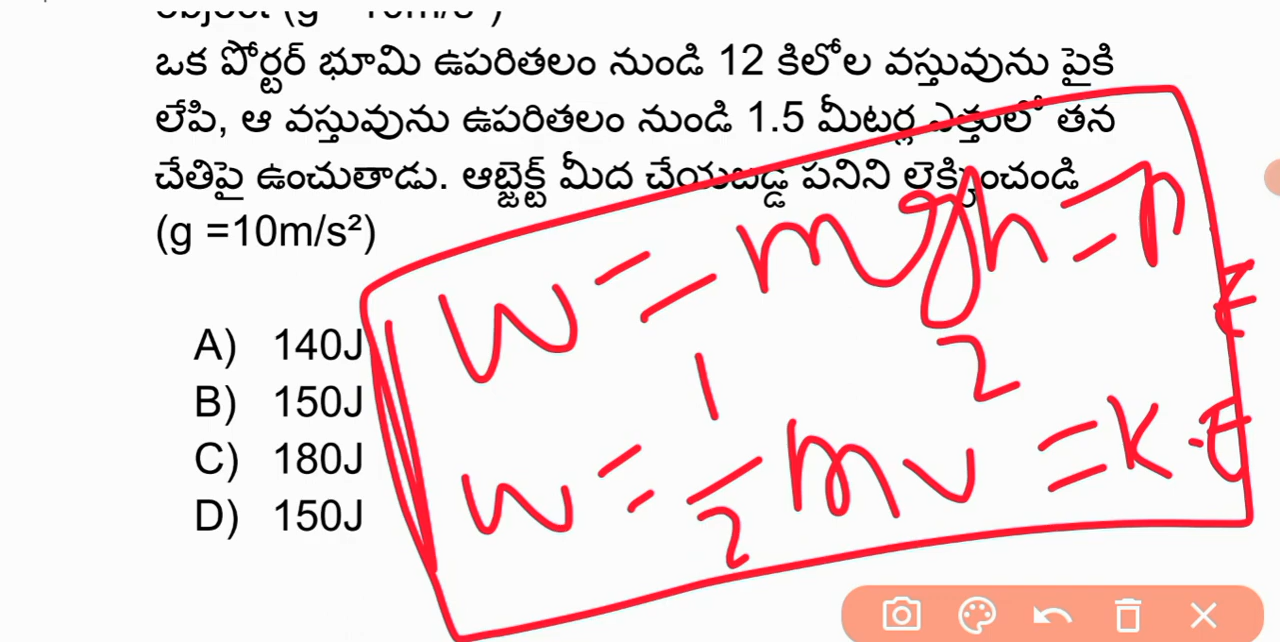 ఒక పోర్టర్ భూమి ఉపరితలం నుండి 12 కిలోల వస్తువును పైకి
లేపి, ఆ వస్తువును ఉపరితలం నుండి 1.5 మీటర్ల ఎత్తులో తన
చేతిపై ఉంచుతాడు. ఆబ్జెక్ట్ మీద చేయబడ్డ పనిని లెక్కించండి
(g =10m/s²)
W = mgh = P
E
A) 140J
B) 150J
C) 180J
D) 150J
W = 1/2 mv² = K.E